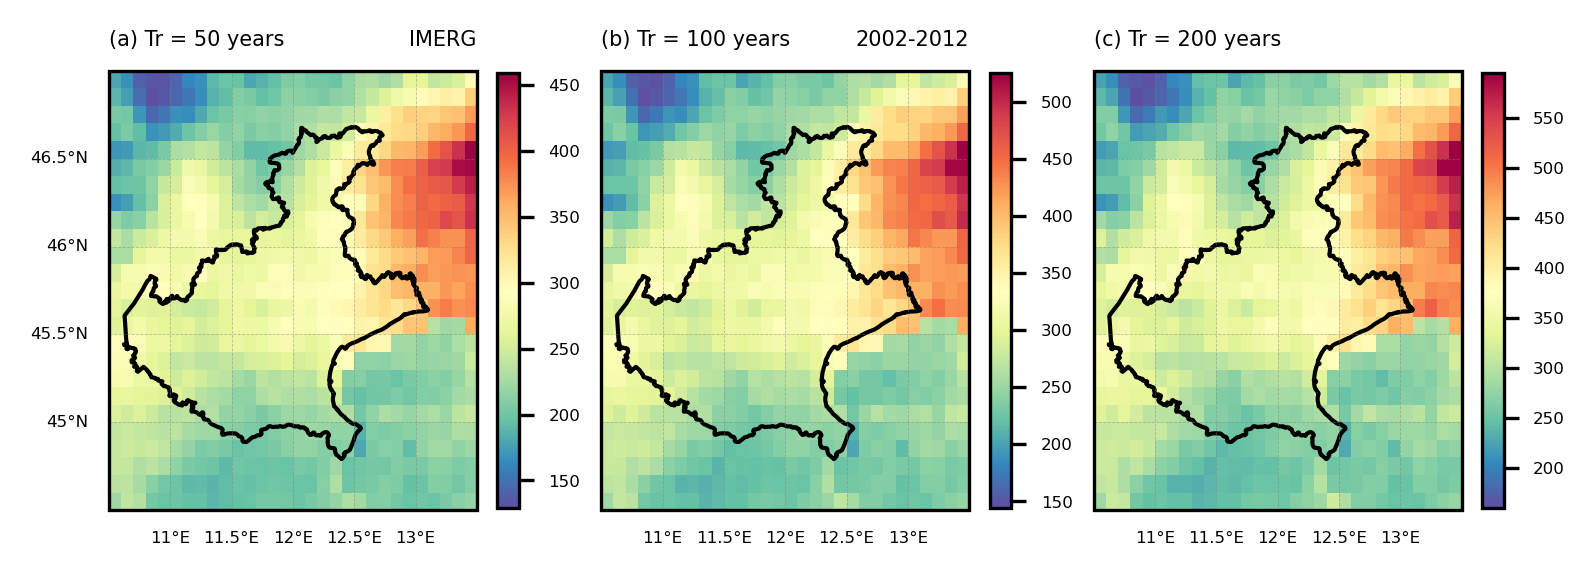 (a) Tr = 50 years IMERG
(b) Tr = 100 years 2002-2012
(c) Tr = 200 years
46.5°N
46°N
45.5°N
45°N
11°E 11.5°E 12°E 12.5°E 13°E
450
400
350
300
250
200
150
11°E 11.5°E 12°E 12.5°E 13°E
500
450
400
350
300
250
200
150
11°E 11.5°E 12°E 12.5°E 13°E
550
500
450
400
350
300
250
200